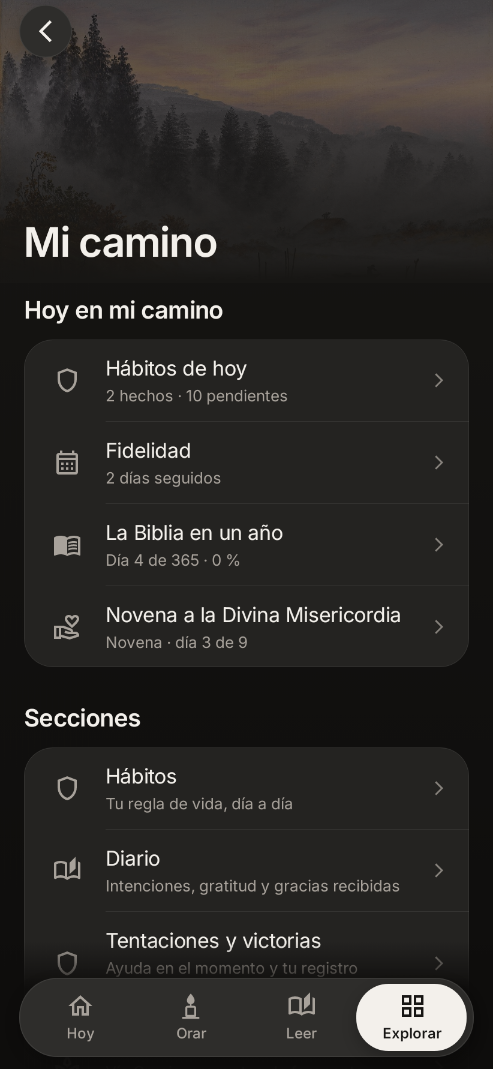 Mi camino
Hoy en mi camino
Hábitos de hoy
2 hechos · 10 pendientes
Fidelidad
2 días seguidos
La Biblia en un año
Día 4 de 365 · 0 %
Novena a la Divina Misericordia
Novena · día 3 de 9
Secciones
Hábitos
Tu regla de vida, día a día
Diario
Intenciones, gratitud y gracias recibidas
Tentaciones y victorias
Ayuda en el momento y tu registro
Hoy
Orar
Leer
Explorar